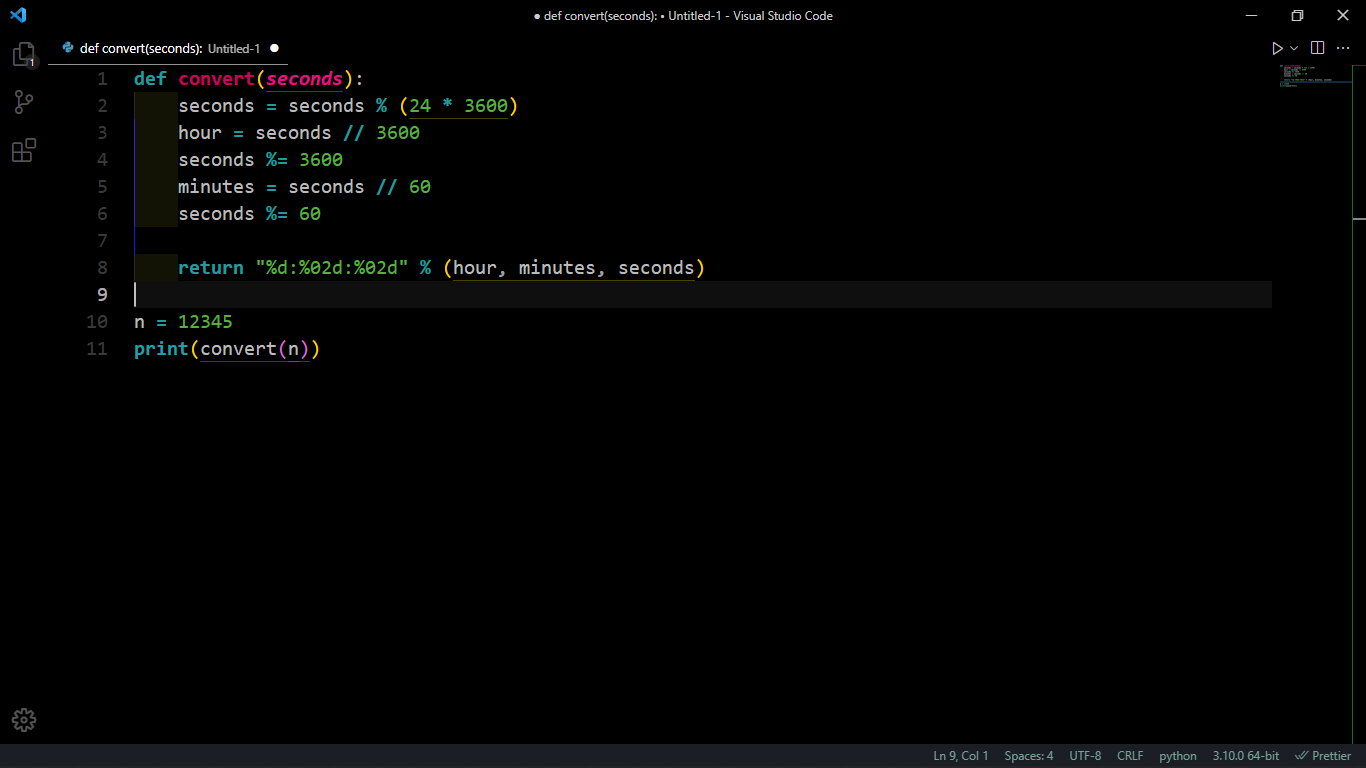 ● def convert(seconds): • Untitled-1 - Visual Studio Code
def convert(seconds): Untitled-1 ●
1
1 def convert(seconds):
2     seconds = seconds % (24 * 3600)
3     hour = seconds // 3600
4     seconds %= 3600
5     minutes = seconds // 60
6     seconds %= 60
7
8     return "%d:%02d:%02d" % (hour, minutes, seconds)
9
10 n = 12345
11 print(convert(n))
Ln 9, Col 1 Spaces: 4 UTF-8 CRLF python 3.10.0 64-bit Prettier